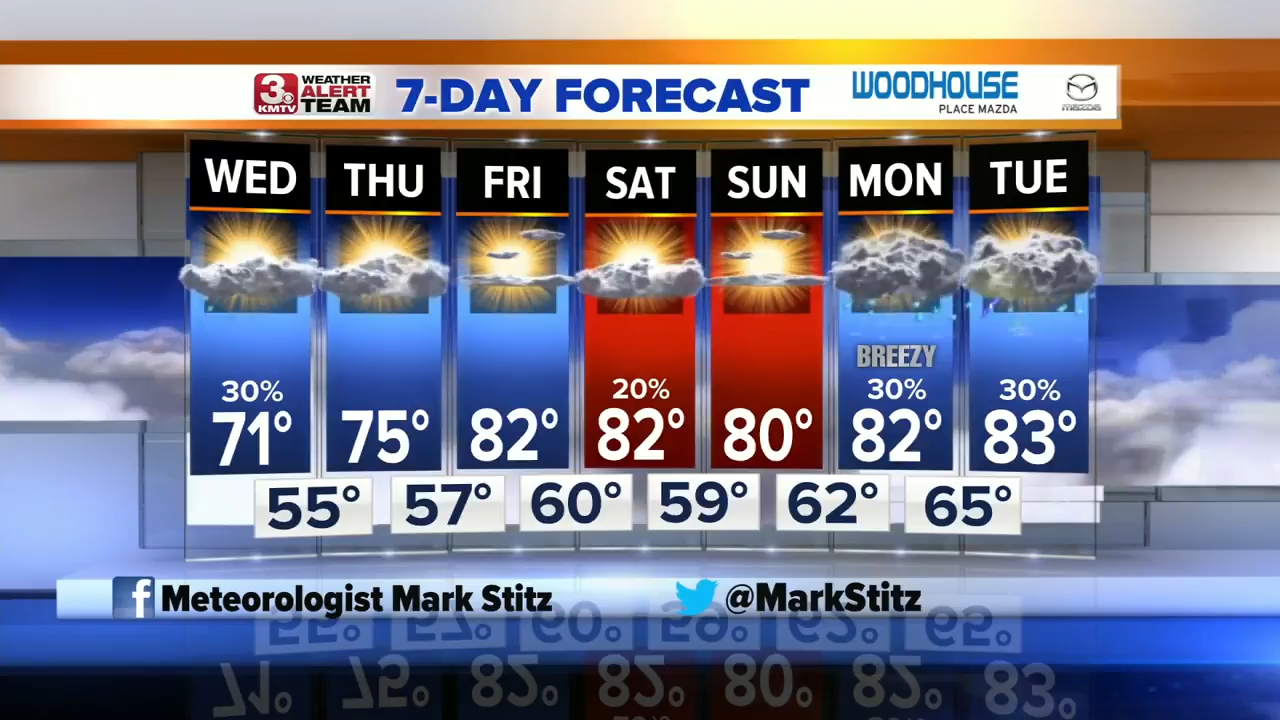 3 KMTV WEATHER ALERT TEAM 7-DAY FORECAST WOODHOUSE PLACE MAZDA
WED THU FRI SAT SUN MON TUE
BREEZY
30% 20% 30% 30%
71° 75° 82° 82° 80° 82° 83°
55° 57° 60° 59° 62° 65°
f Meteorologist Mark Stitz @MarkStitz